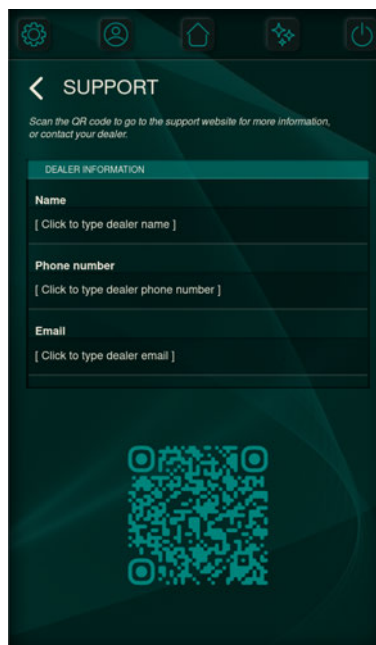 SUPPORT
Scan the QR code to go to the support website for more information,
or contact your dealer.
DEALER INFORMATION
Name
[ Click to type dealer name ]
Phone number
[ Click to type dealer phone number ]
Email
[ Click to type dealer email ]